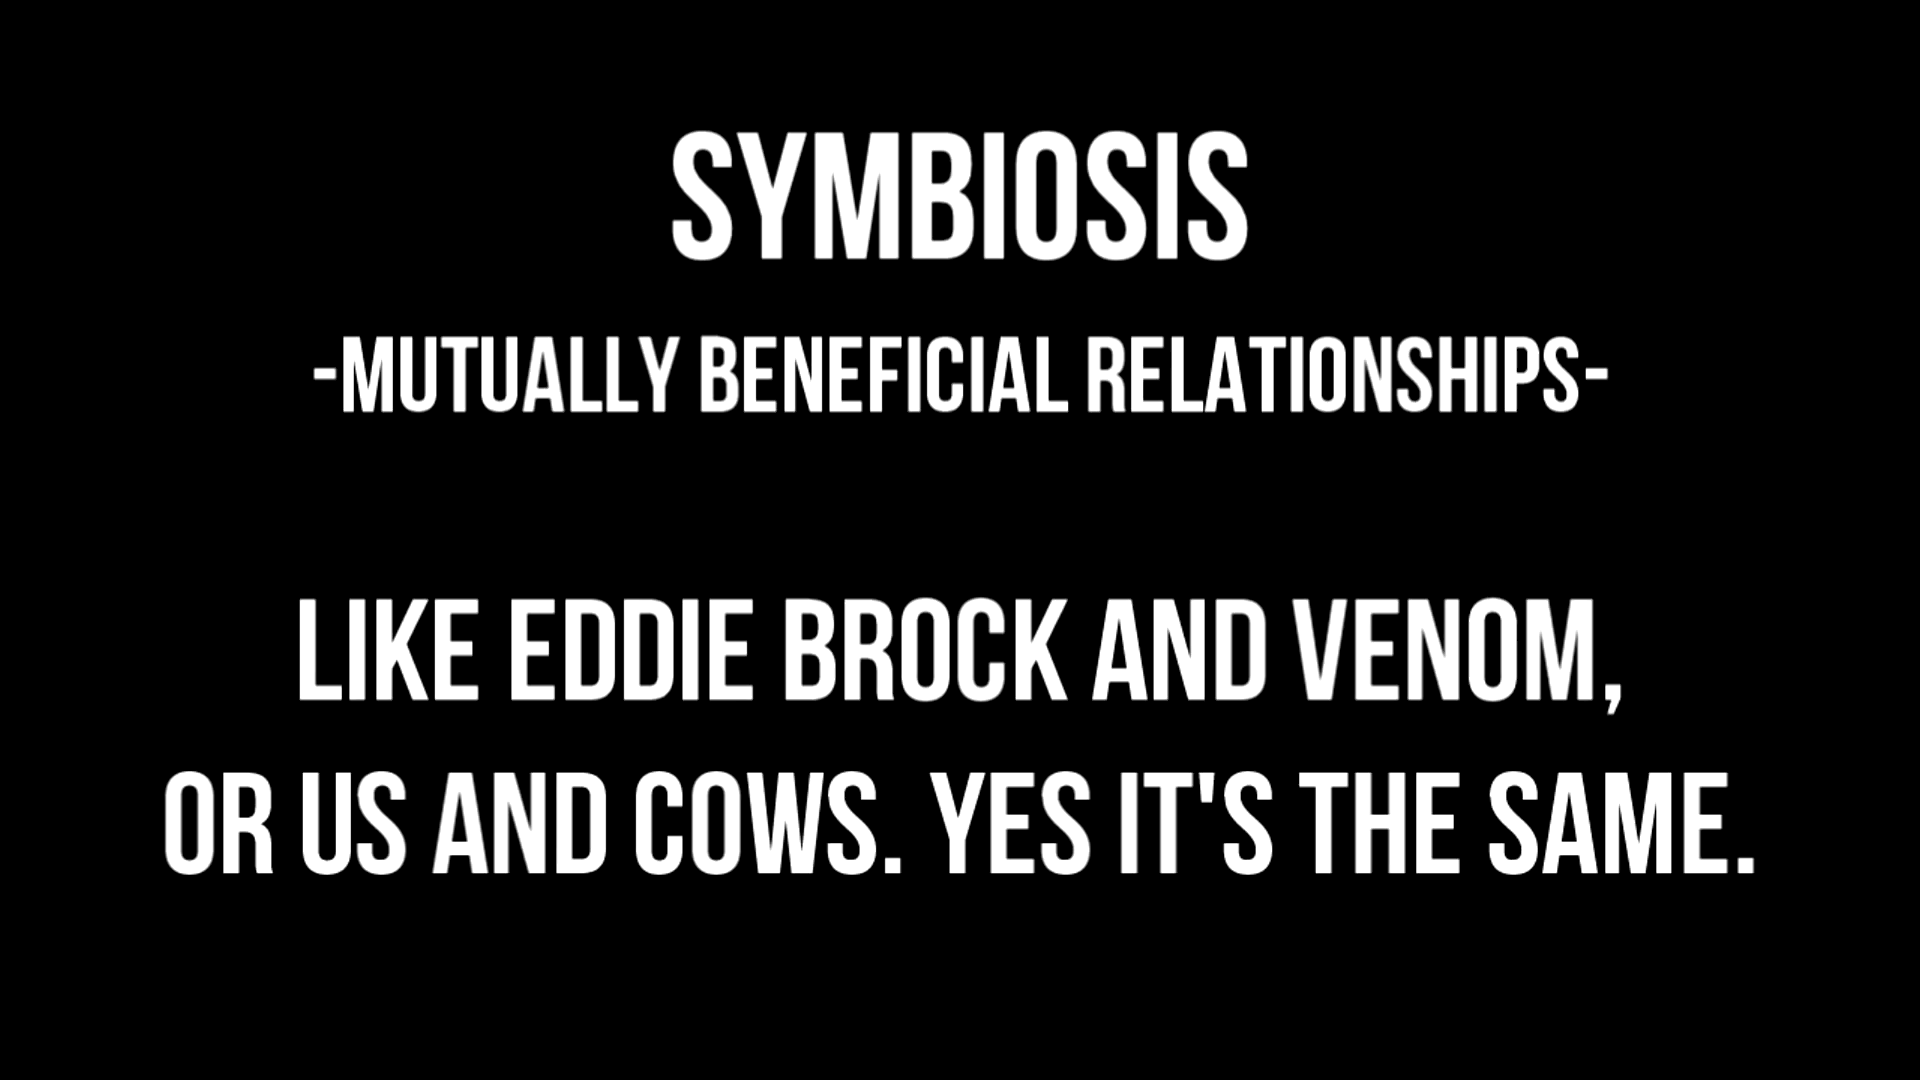 SYMBIOSIS
-MUTUALLY BENEFICIAL RELATIONSHIPS-
LIKE EDDIE BROCK AND VENOM,
OR US AND COWS. YES IT'S THE SAME.